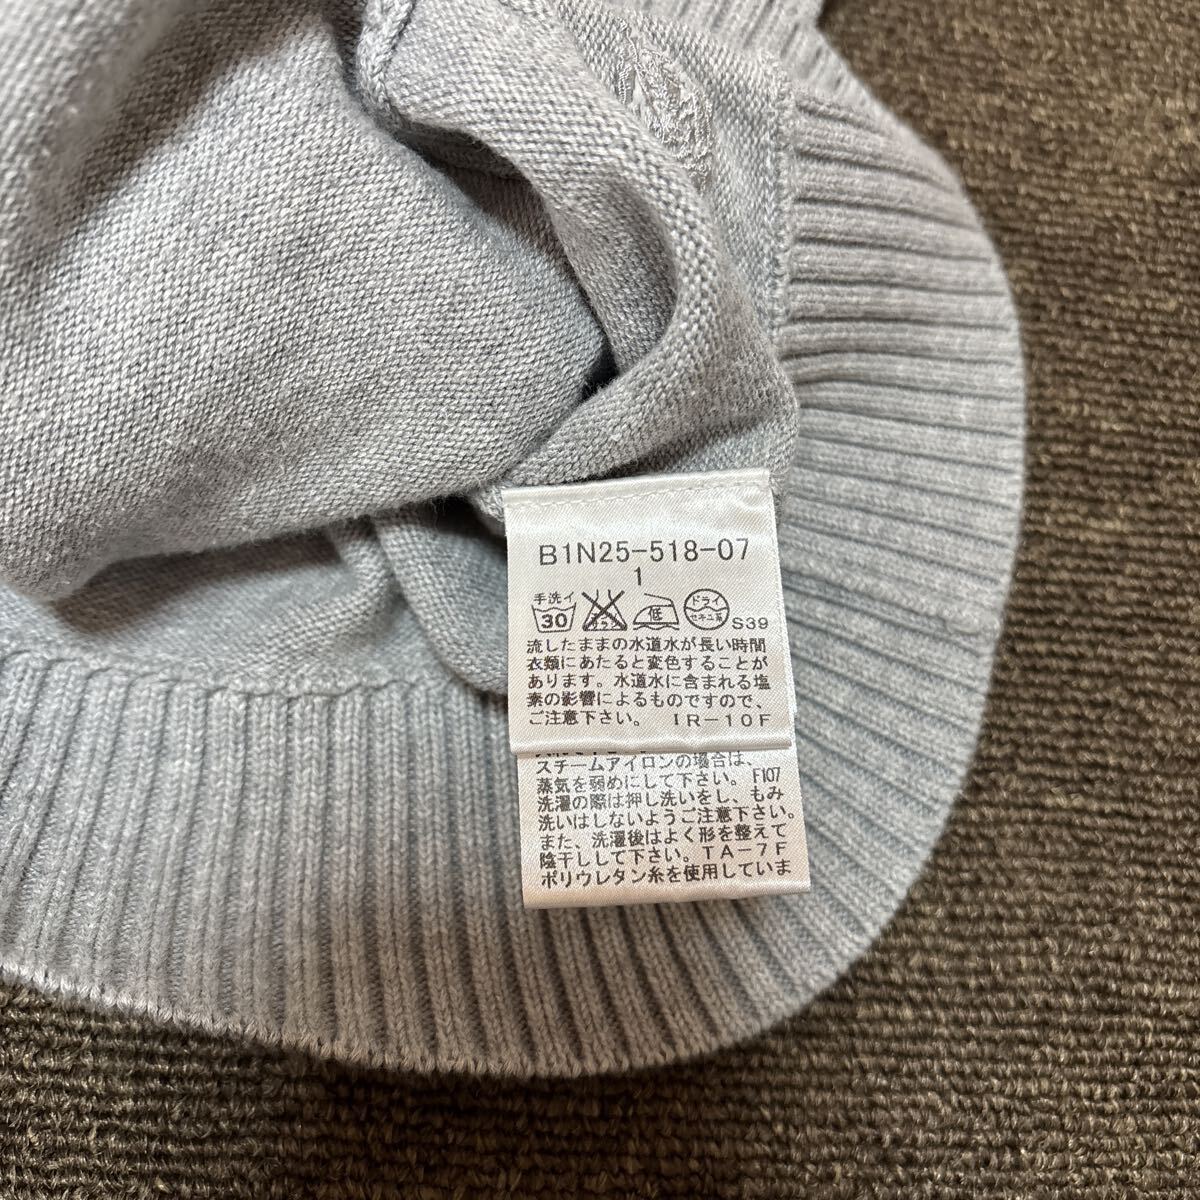 B1N25-518-07
1
手洗イ 30 低 ドライ セキユ系 S39
流したままの水道水が長い時間
衣類にあたると変色することが
あります。水道水に含まれる塩
素の影響によるものですので、
ご注意下さい。 IR-10F
スチームアイロンの場合は、
蒸気を弱めにして下さい。F107
洗濯の際は押し洗いをし、もみ
洗いはしないようご注意下さい。
また、洗濯後はよく形を整えて
陰干しして下さい。TA-7F
ポリウレタン糸を使用していま